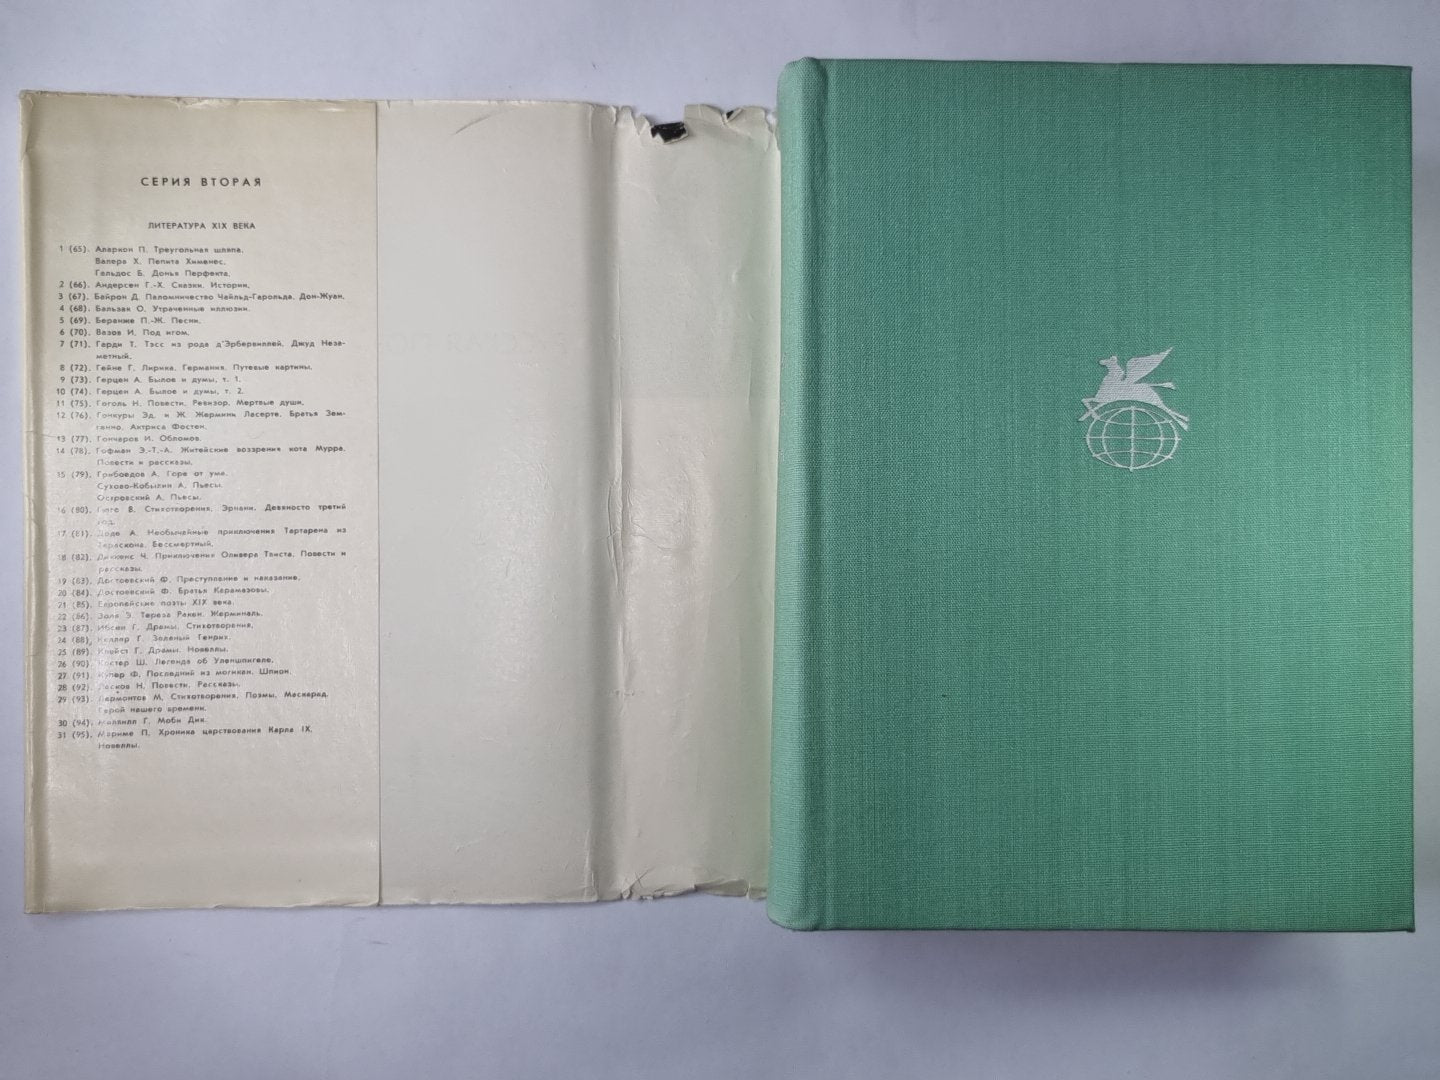 СЕРИЯ ВТОРАЯ
ЛИТЕРАТУРА XIX ВЕКА
1 (65). Аларкон П. Треугольная шляпа.
Валера Х. Пепита Хименес.
Гальдос Б. Донья Перфекта.
2 (66). Андерсен Г.-Х. Сказки. Истории.
3 (67). Байрон Д. Паломничество Чайльд-Гарольда. Дон-Жуан.
4 (68). Бальзак О. Утраченные иллюзии.
5 (69). Беранже П.-Ж. Песни.
6 (70). Вазов И. Под игом.
7 (71). Гарди Т. Тэсс из рода д'Эрбервиллей. Джуд Неза-
метный.
8 (72). Гейне Г. Лирика. Германия. Путевые картины.
9 (73). Герцен А. Былое и думы, т. 1.
10 (74). Герцен А. Былое и думы, т. 2.
11 (75). Гоголь Н. Повести. Ревизор. Мертвые души.
12 (76). Гонкуры Эд. и Ж. Жермини Ласерте. Братья Зем-
ганно. Актриса Фостен.
13 (77). Гончаров И. Обломов.
14 (78). Гофман Э.-Т.-А. Житейские воззрения кота Мурра.
Повести и рассказы.
15 (79). Грибоедов А. Горе от ума.
Сухово-Кобылин А. Пьесы.
Островский А. Пьесы.
16 (80). Гюго В. Стихотворения. Эрнани. Девяносто третий
год.
17 (81). Доде А. Необычайные приключения Тартарена из
Тараскона. Бессмертный.
18 (82). Диккенс Ч. Приключения Оливера Твиста. Повести и
рассказы.
19 (83). Достоевский Ф. Преступление и наказание.
20 (84). Достоевский Ф. Братья Карамазовы.
21 (85). Европейские поэты XIX века.
22 (86). Золя Э. Тереза Ракен. Жерминаль.
23 (87). Ибсен Г. Драмы. Стихотворения.
24 (88). Келлер Г. Зеленый Генрих.
25 (89). Клейст Г. Драмы. Новеллы.
26 (90). Костер Ш. Легенда об Уленшпигеле.
27 (91). Купер Ф. Последний из могикан. Шпион.
28 (92). Лесков Н. Повести. Рассказы.
29 (93). Лермонтов М. Стихотворения. Поэмы. Маскарад.
Герой нашего времени.
30 (94). Мелвилл Г. Моби Дик.
31 (95). Мериме П. Хроника царствования Карла IX.
Новеллы.